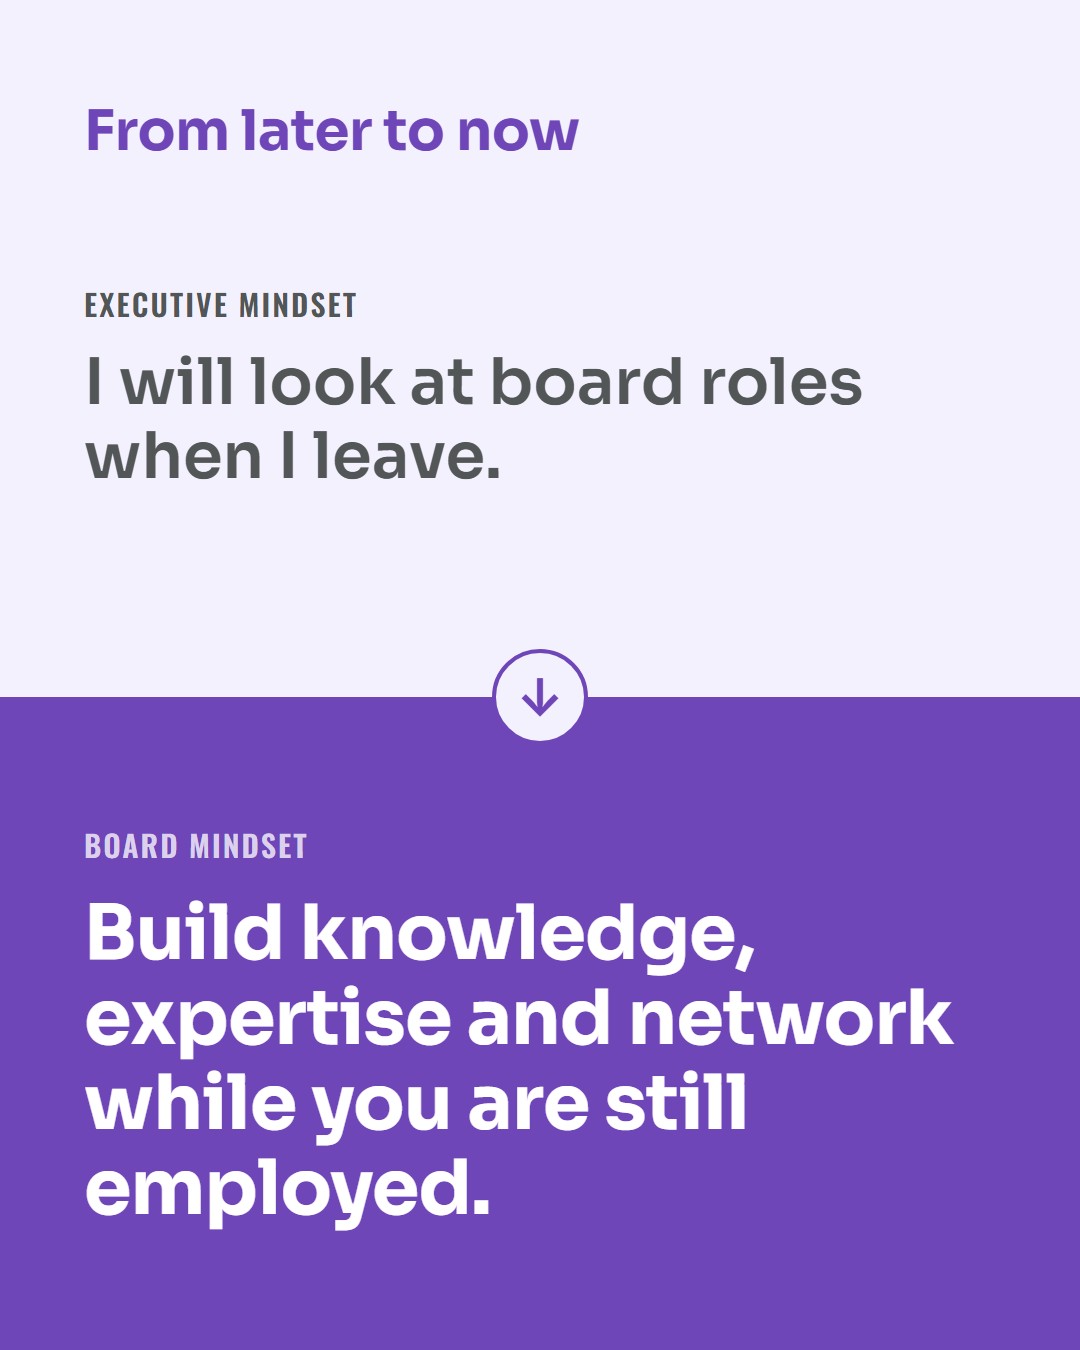 From later to now
EXECUTIVE MINDSET
I will look at board roles
when I leave.
BOARD MINDSET
Build knowledge,
expertise and network
while you are still
employed.